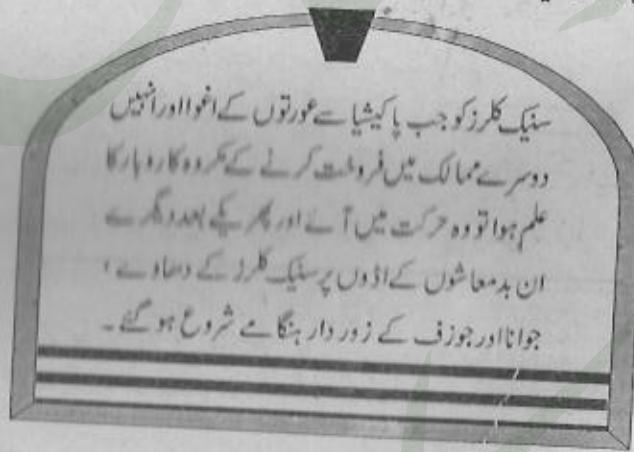 سنیک کلرز کو جب پاکیشیا سے عورتوں کے اغوا اور انہیں
دوسرے ممالک میں فروخت کرنے کے مکروہ کاروبار کا
علم ہوا تو وہ حرکت میں آئے اور پھر یکے بعد دیگرے
ان بدمعاشوں کے اڈوں پر سنیک کلرز کے دھاوے ،
جوانا اور جوزف کے زور دار ہنگامے شروع ہو گئے ۔